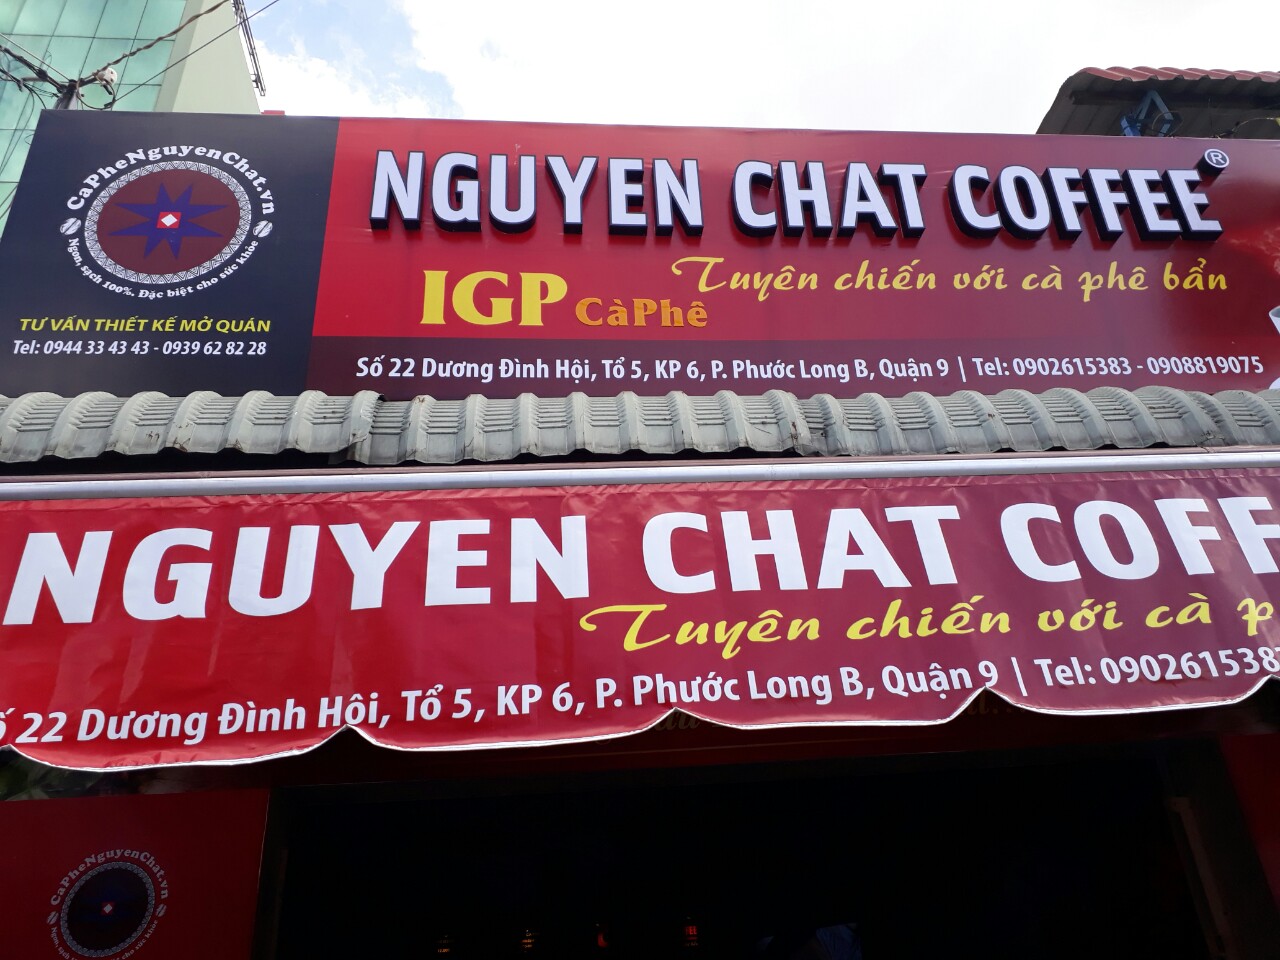 CaPheNguyenChat.vn
Ngon, sạch 100%. Đặc biệt cho sức khỏe
TƯ VẤN THIẾT KẾ MỞ QUÁN
Tel: 0944 33 43 43 - 0939 62 82 28
NGUYEN CHAT COFFEE®
IGP CàPhê
Tuyên chiến với cà phê bẩn
Số 22 Dương Đình Hội, Tổ 5, KP 6, P. Phước Long B, Quận 9 | Tel: 0902615383 - 0908819075
NGUYEN CHAT COFF
Tuyên chiến với cà p
ố 22 Dương Đình Hội, Tổ 5, KP 6, P. Phước Long B, Quận 9 | Tel: 090261538
CaPheNguyenChat.vn